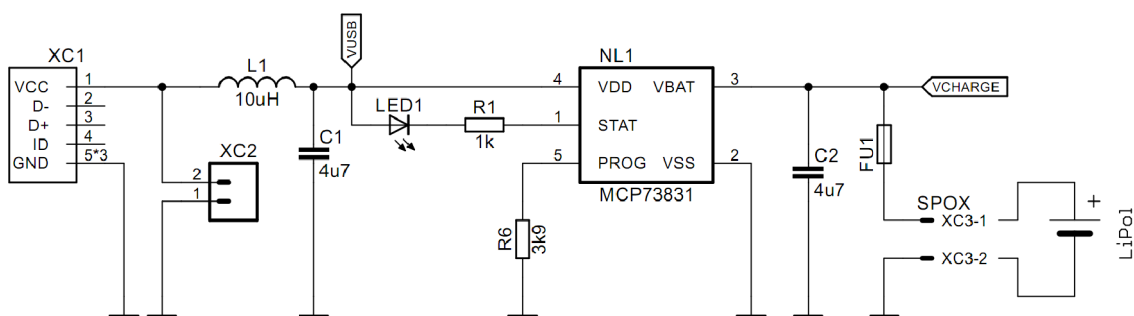 VUSB
XC1
VCC 1
D- 2
D+ 3
ID 4
GND 5*3
L1
10uH
XC2
2
1
C1
4u7
LED1
R1
1k
NL1
4 VDD VBAT 3
1 STAT
5 PROG VSS 2
MCP73831
R6
3k9
C2
4u7
VCHARGE
FU1
SPOX
XC3-1
XC3-2
+
LiPol